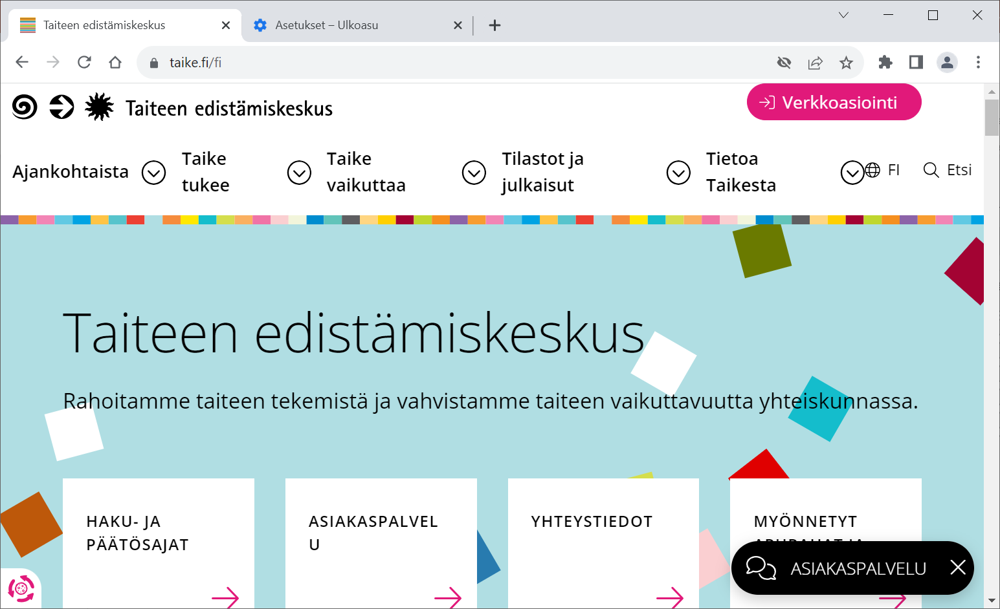 Taiteen edistämiskeskus
Asetukset – Ulkoasu
taike.fi/fi
Taiteen edistämiskeskus
Verkkoasiointi
Ajankohtaista
Taike
tukee
Taike
vaikuttaa
Tilastot ja
julkaisut
Tietoa
Taikesta
FI
Etsi
Taiteen edistämiskeskus
Rahoitamme taiteen tekemistä ja vahvistamme taiteen vaikuttavuutta yhteiskunnassa.
HAKU- JA
PÄÄTÖSAJAT
ASIAKASPALVEL
U
YHTEYSTIEDOT
MYÖNNETYT
ASIAKASPALVELU